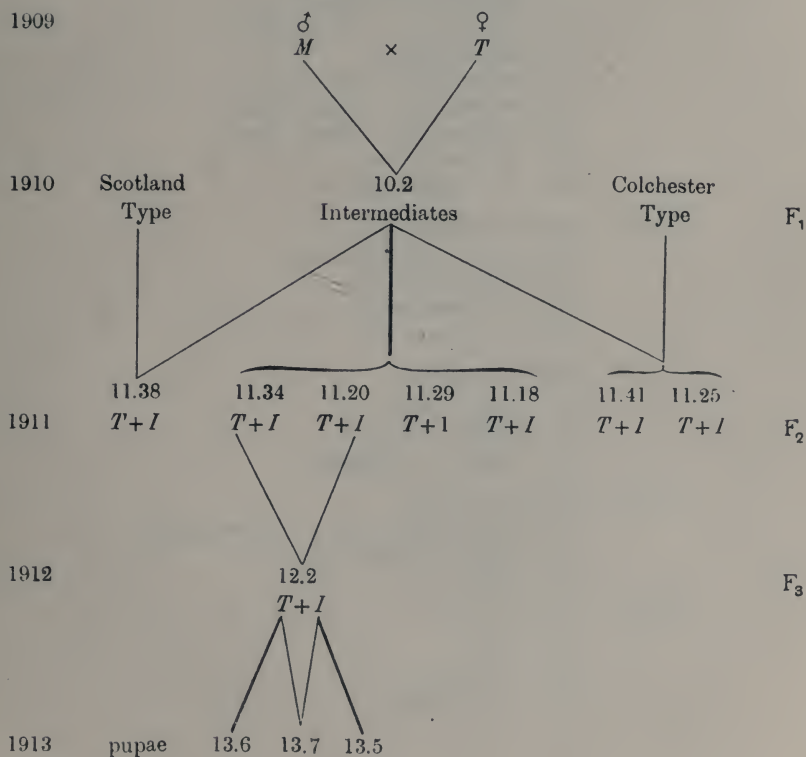 1909 ♂ ♀
M × T
1910 Scotland 10.2 Colchester
Type Intermediates Type F₁
11.38 11.34 11.20 11.29 11.18 11.41 11.25
1911 T+I T+I T+I T+1 T+I T+I T+I F₂
1912 12.2 F₃
T+I
1913 pupae 13.6 13.7 13.5